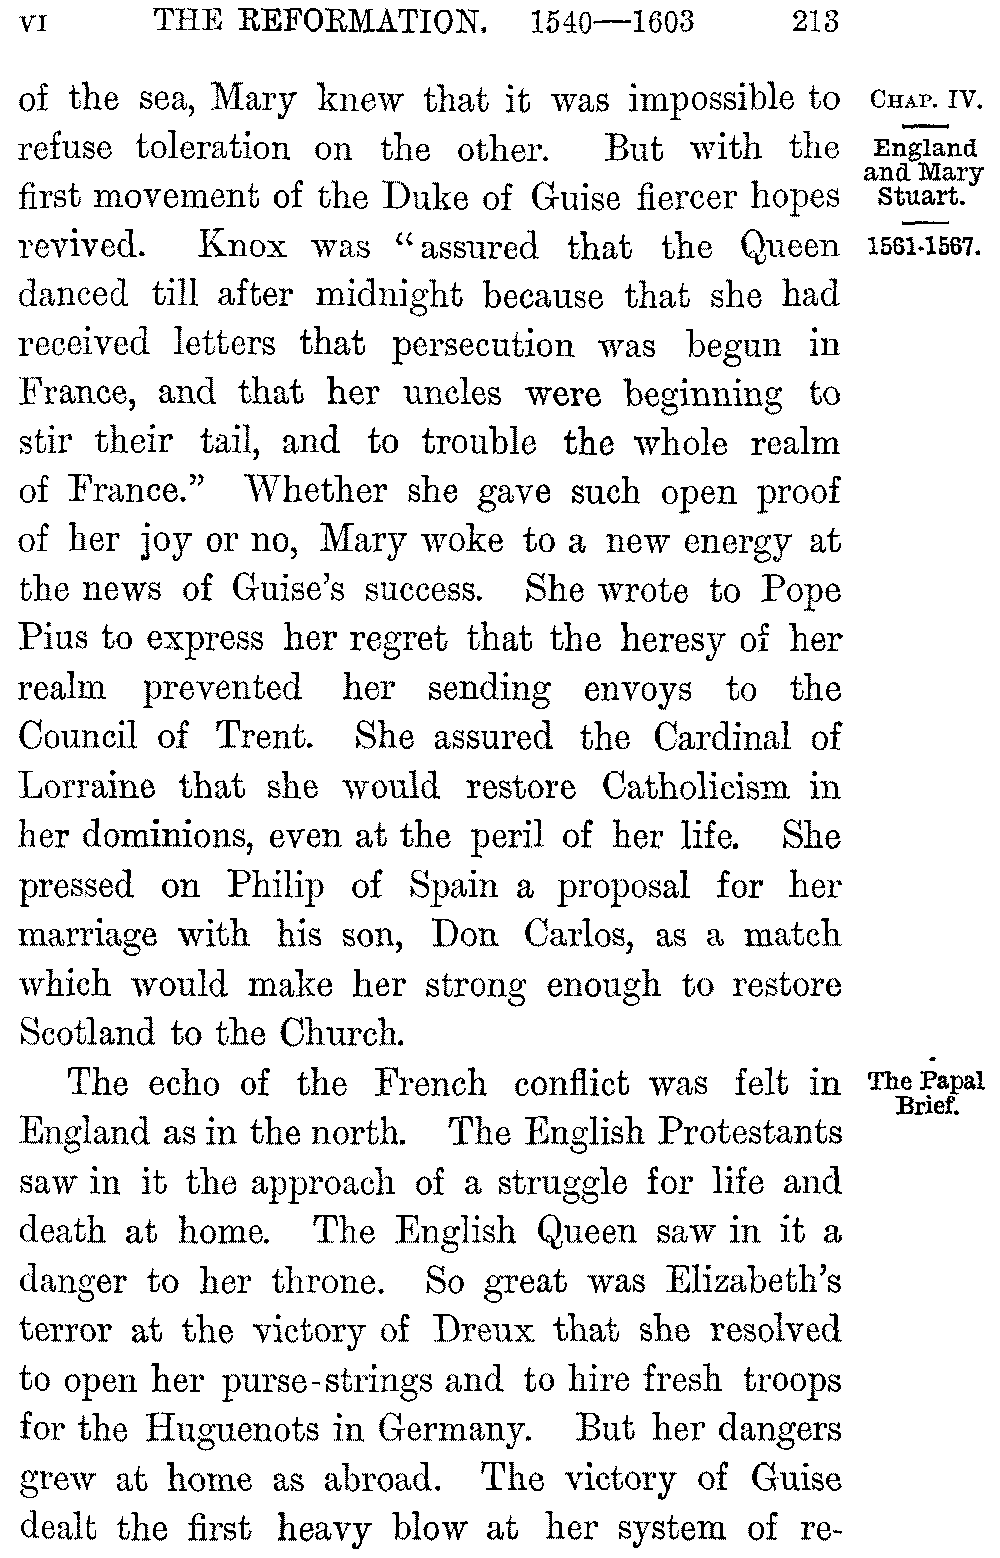 VI THE REFORMATION. 1540—1603 213
of the sea, Mary knew that it was impossible to
refuse toleration on the other. But with the
first movement of the Duke of Guise fiercer hopes
revived. Knox was “assured that the Queen
danced till after midnight because that she had
received letters that persecution was begun in
France, and that her uncles were beginning to
stir their tail, and to trouble the whole realm
of France.” Whether she gave such open proof
of her joy or no, Mary woke to a new energy at
the news of Guise’s success. She wrote to Pope
Pius to express her regret that the heresy of her
realm prevented her sending envoys to the
Council of Trent. She assured the Cardinal of
Lorraine that she would restore Catholicism in
her dominions, even at the peril of her life. She
pressed on Philip of Spain a proposal for her
marriage with his son, Don Carlos, as a match
which would make her strong enough to restore
Scotland to the Church.
The echo of the French conflict was felt in
England as in the north. The English Protestants
saw in it the approach of a struggle for life and
death at home. The English Queen saw in it a
danger to her throne. So great was Elizabeth’s
terror at the victory of Dreux that she resolved
to open her purse-strings and to hire fresh troops
for the Huguenots in Germany. But her dangers
grew at home as abroad. The victory of Guise
dealt the first heavy blow at her system of re-
CHAP. IV.
England
and Mary
Stuart.
1561-1567.
The Papal
Brief.